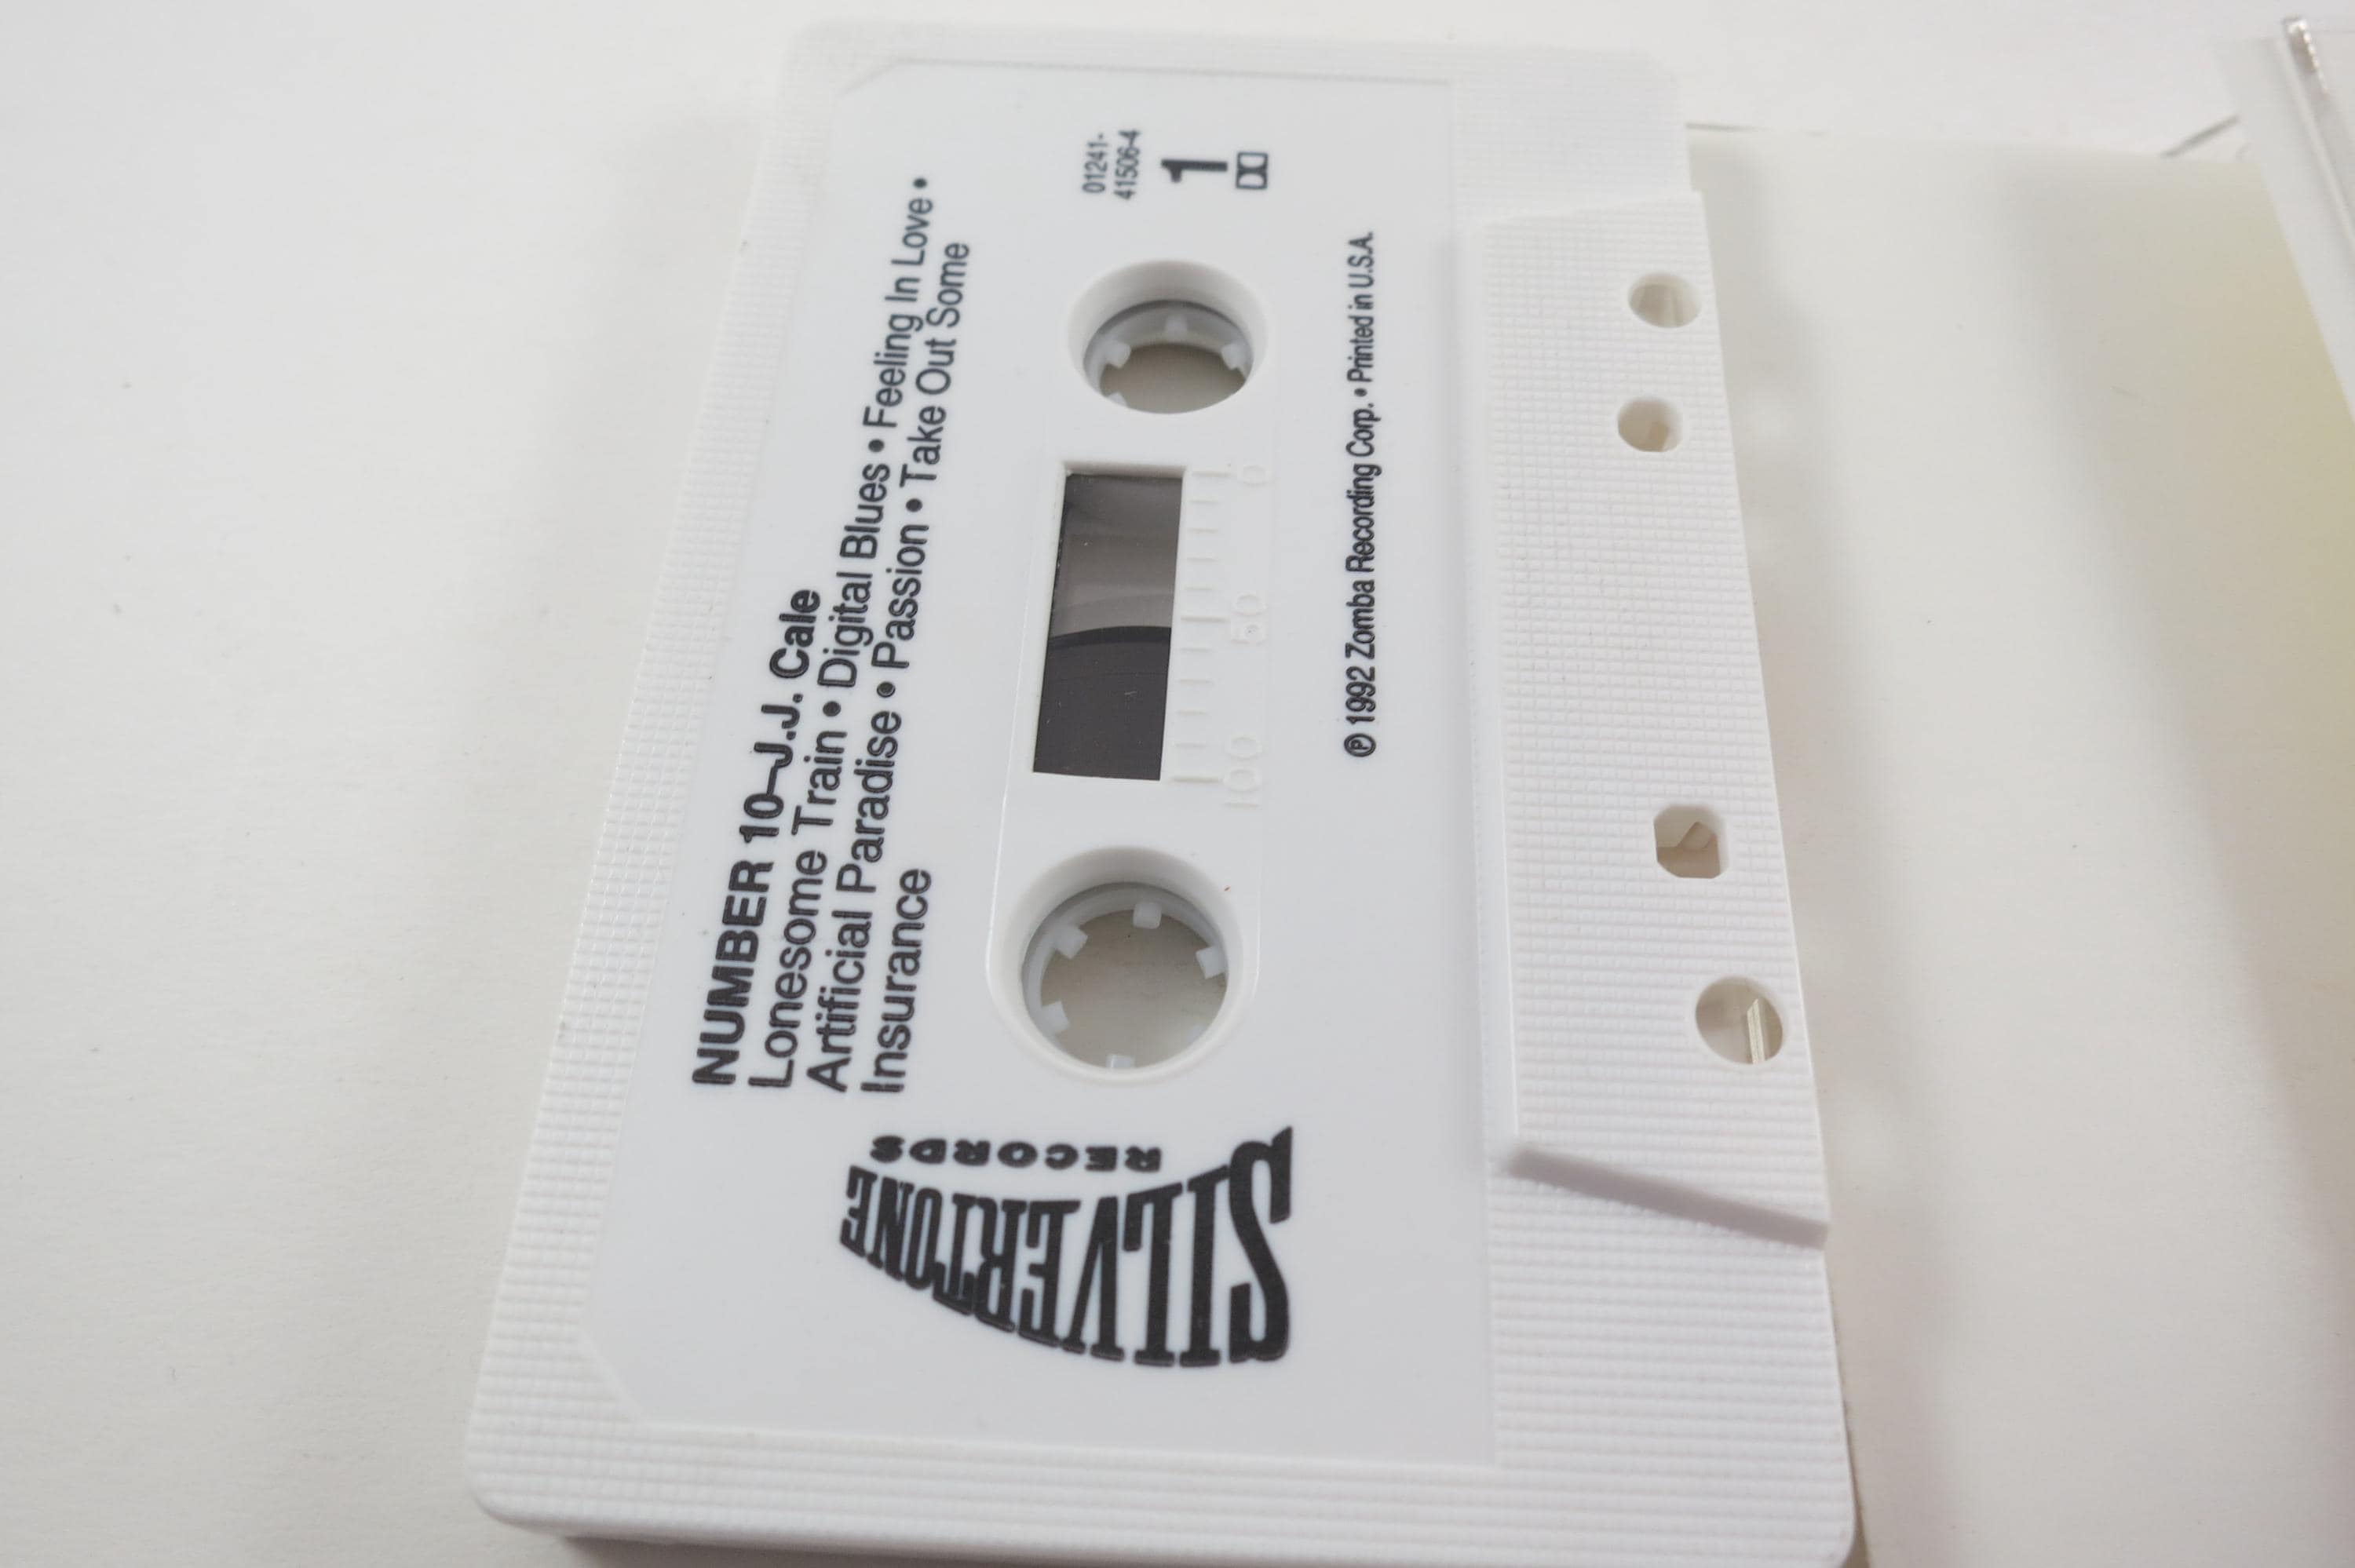 NUMBER 10–J.J. Cale
Lonesome Train • Digital Blues • Feeling In Love •
Artificial Paradise • Passion • Take Out Some
Insurance
01241-
41506-4
1
SILVERTONE
RECORDS
0
50
100
℗ 1992 Zomba Recording Corp. • Printed in U.S.A.